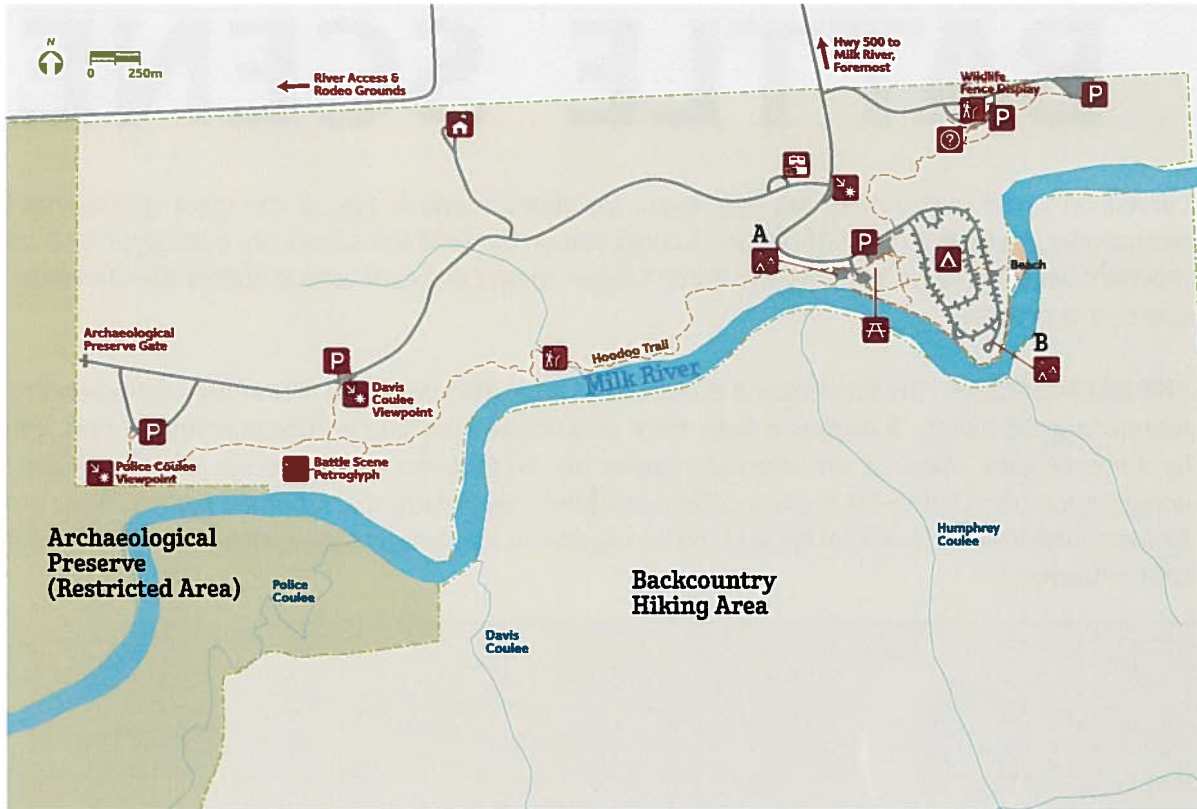 N
0 250m
River Access &
Rodeo Grounds
Hwy 500 to
Milk River,
Foremost
Wildlife
Fence Display
P
P
?
A
P
Beach
B
Archaeological
Preserve Gate
P
Hoodoo Trail
Milk River
Davis
Coulee
Viewpoint
P
Police Coulee
Viewpoint
Battle Scene
Petroglyph
Archaeological
Preserve
(Restricted Area)
Police
Coulee
Backcountry
Hiking Area
Humphrey
Coulee
Davis
Coulee